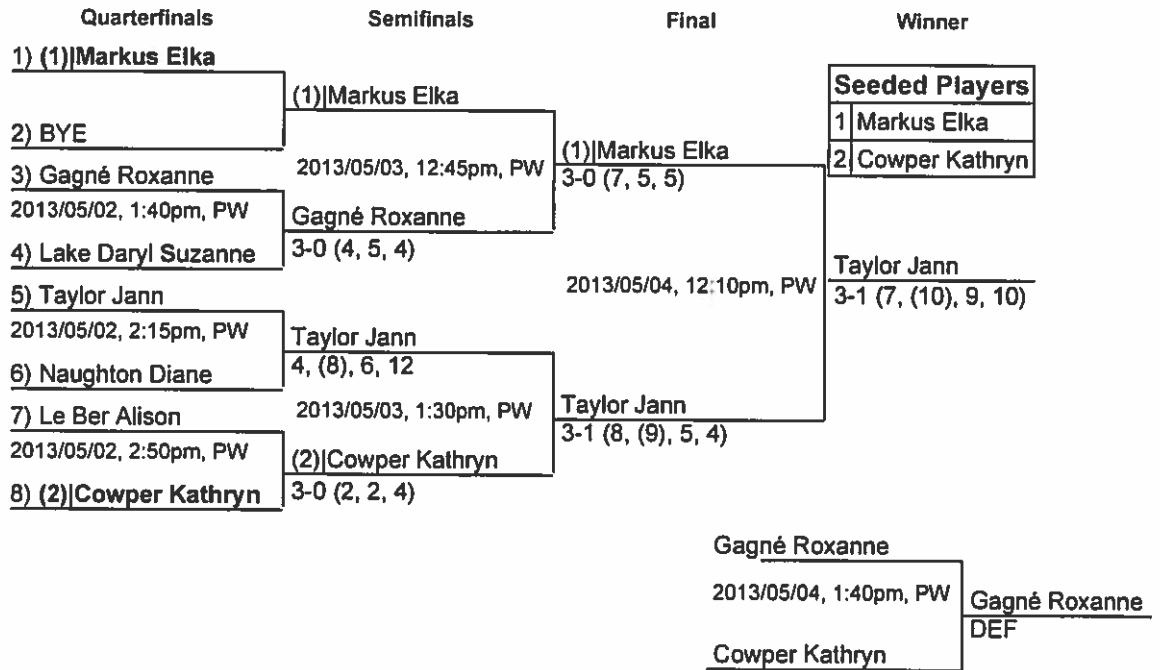 Quarterfinals Semifinals Final Winner
1) (1)|Markus Elka
(1)|Markus Elka
2) BYE
2013/05/03, 12:45pm, PW
(1)|Markus Elka
3-0 (7, 5, 5)
3) Gagné Roxanne
2013/05/02, 1:40pm, PW
Gagné Roxanne
3-0 (4, 5, 4)
4) Lake Daryl Suzanne
2013/05/04, 12:10pm, PW
Taylor Jann
3-1 (7, (10), 9, 10)
5) Taylor Jann
2013/05/02, 2:15pm, PW
Taylor Jann
4, (8), 6, 12
6) Naughton Diane
2013/05/03, 1:30pm, PW
Taylor Jann
3-1 (8, (9), 5, 4)
7) Le Ber Alison
2013/05/02, 2:50pm, PW
(2)|Cowper Kathryn
3-0 (2, 2, 4)
8) (2)|Cowper Kathryn
Seeded Players
1 Markus Elka
2 Cowper Kathryn
Gagné Roxanne
2013/05/04, 1:40pm, PW
Gagné Roxanne
DEF
Cowper Kathryn